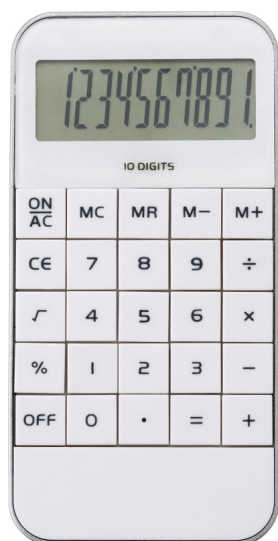 1234567891.
10 DIGITS
ON/AC MC MR M− M+
CE 7 8 9 ÷
√ 4 5 6 ×
% 1 2 3 −
OFF 0 · = +